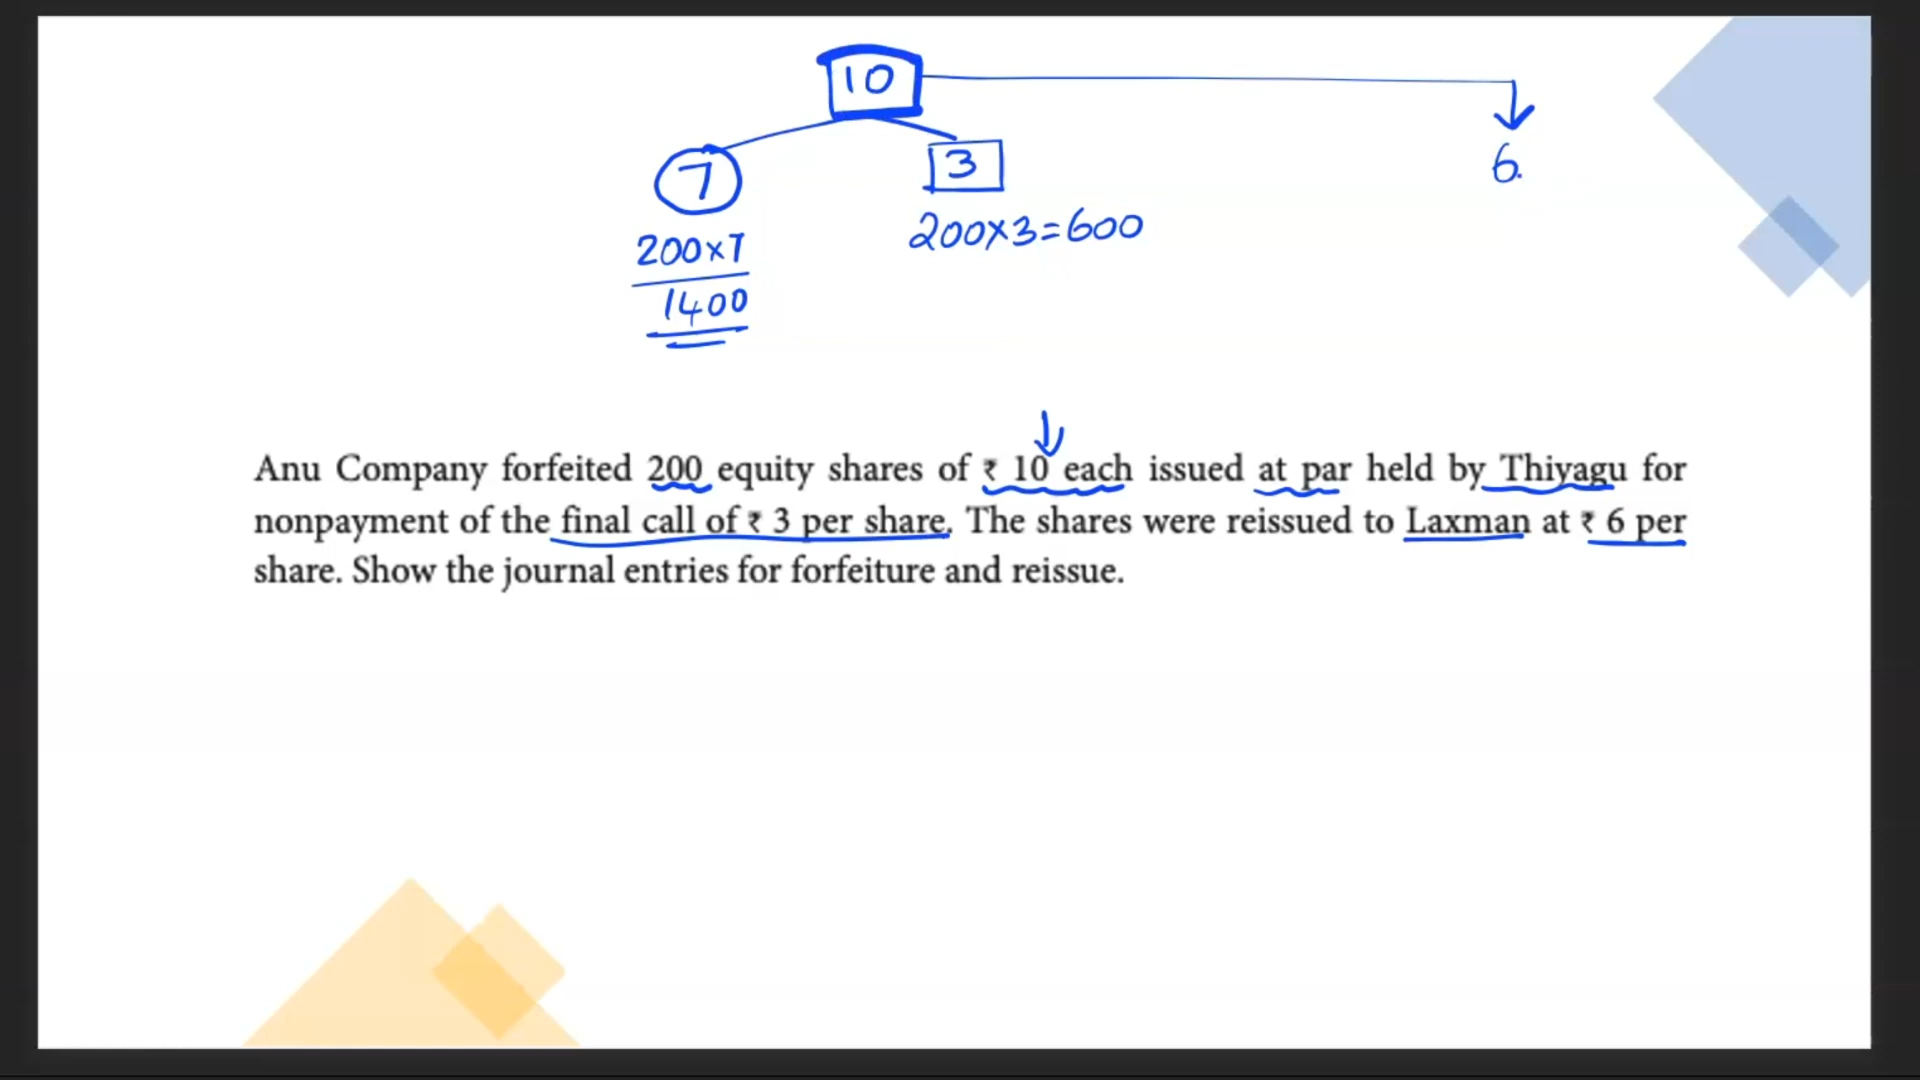 10
7
3
6.
200×7
200×3=600
1400
Anu Company forfeited 200 equity shares of ₹ 10 each issued at par held by Thiyagu for
nonpayment of the final call of ₹ 3 per share. The shares were reissued to Laxman at ₹ 6 per
share. Show the journal entries for forfeiture and reissue.